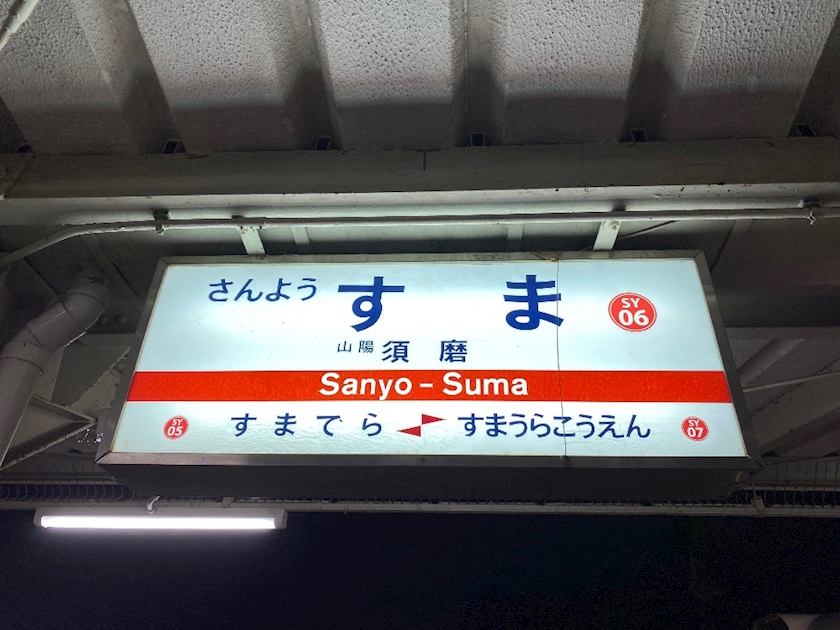 さんよう すま SY 06
山陽 須磨
Sanyo - Suma
SY 05 すまでら すまうらこうえん SY 07